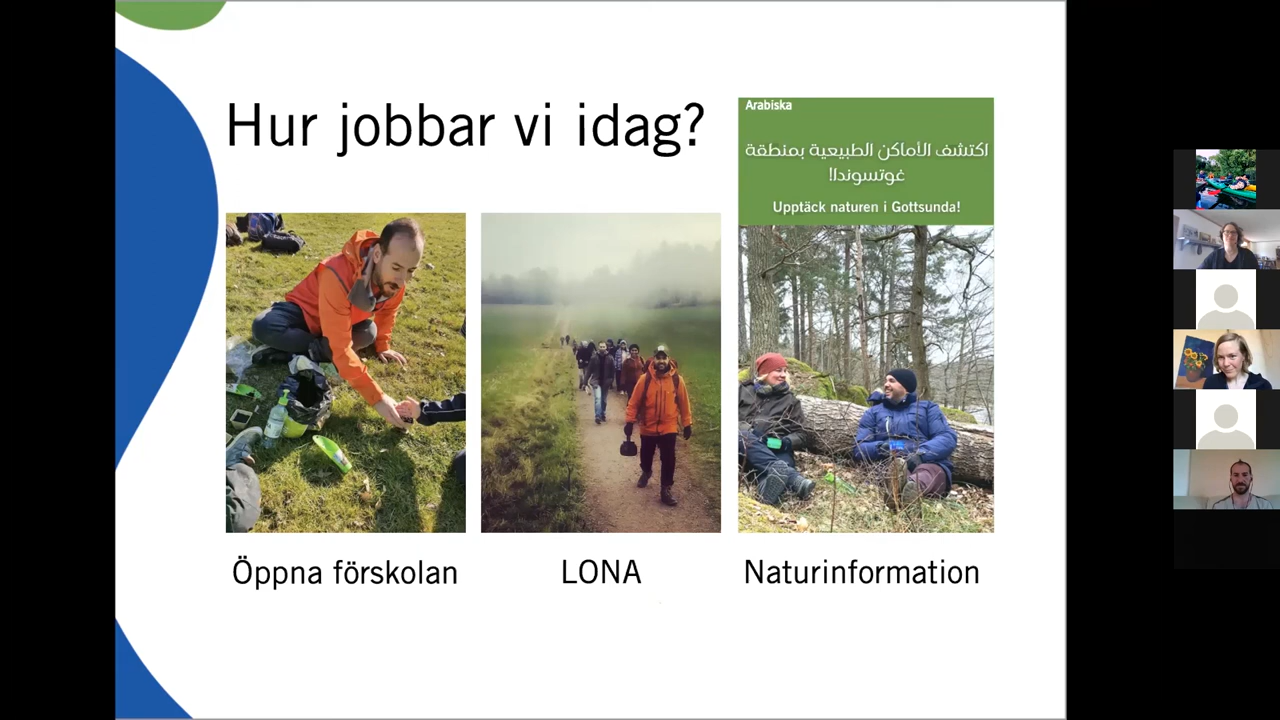 Hur jobbar vi idag?
Arabiska
اكتشف الأماكن الطبيعية بمنطقة
غوتسوندا!
Upptäck naturen i Gottsunda!
Öppna förskolan
LONA
Naturinformation